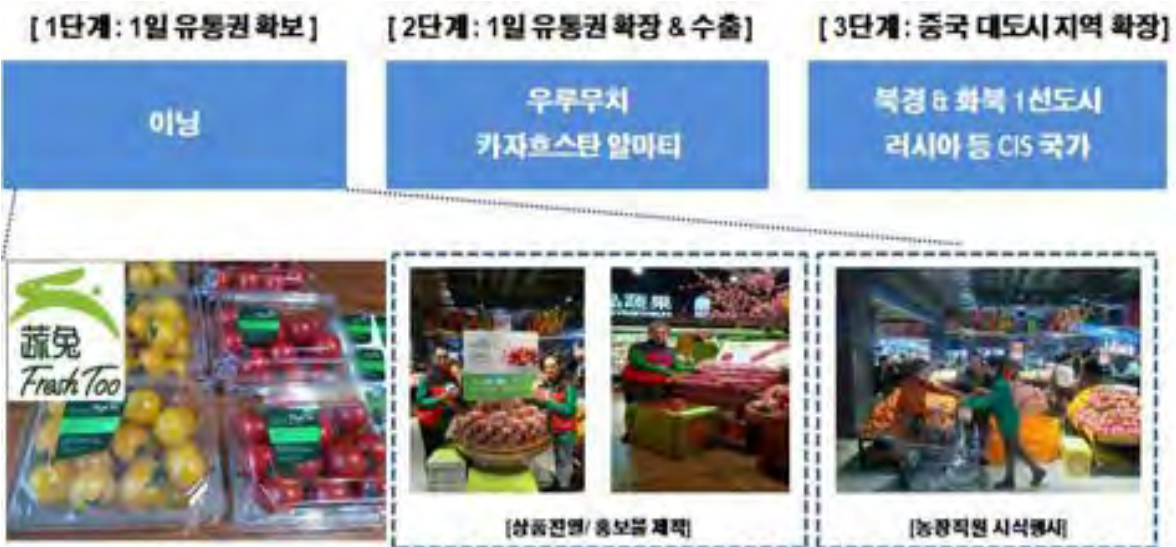 [ 1단계 : 1일 유통권 확보 ]
[ 2단계 : 1일 유통권 확장 & 수출]
[ 3단계 : 중국 대도시 지역 확장]
이닝
우루무치
카자흐스탄 알마티
북경 & 화북 1선도시
러시아 등 CIS 국가
蔬兔
Fresh Too
蔬果
[상품진열/ 홍보물 제작]
[농장직원 시식행사]